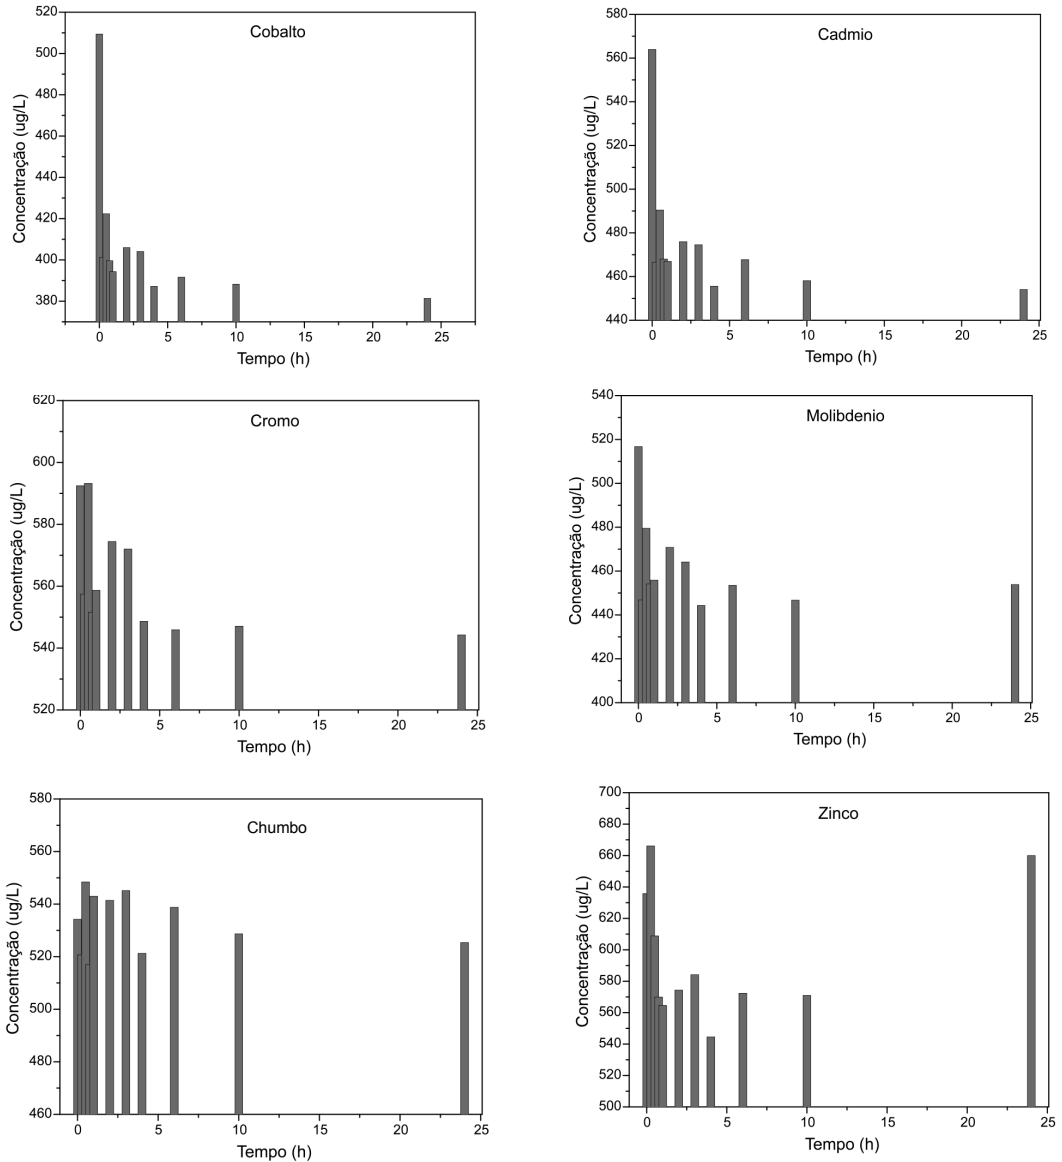 Cobalto
Concentração (ug/L)
520
500
480
460
440
420
400
380
0 5 10 15 20 25
Tempo (h)
Cadmio
Concentração (ug/L)
580
560
540
520
500
480
460
440
0 5 10 15 20 25
Tempo (h)
Cromo
Concentração (ug/L)
620
600
580
560
540
520
0 5 10 15 20 25
Tempo (h)
Molibdenio
Concentração (ug/L)
540
520
500
480
460
440
420
400
0 5 10 15 20 25
Tempo (h)
Chumbo
Concentração (ug/L)
580
560
540
520
500
480
460
0 5 10 15 20 25
Tempo (h)
Zinco
Concentração (ug/L)
700
680
660
640
620
600
580
560
540
520
500
0 5 10 15 20 25
Tempo (h)